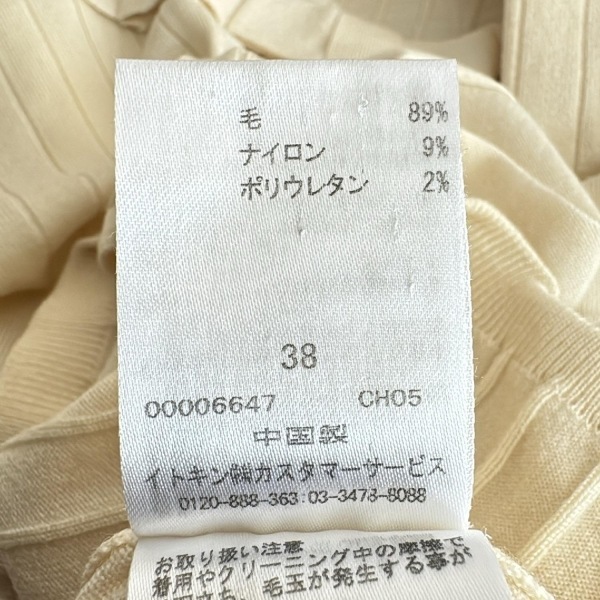 毛 89%
ナイロン 9%
ポリウレタン 2%
38
00006647 CH05
中国製
イトキン㈱カスタマーサービス
0120-888-363:03-3478-8088
お取り扱い注意
着用やクリーニング中の摩擦で
毛玉が発生する事が